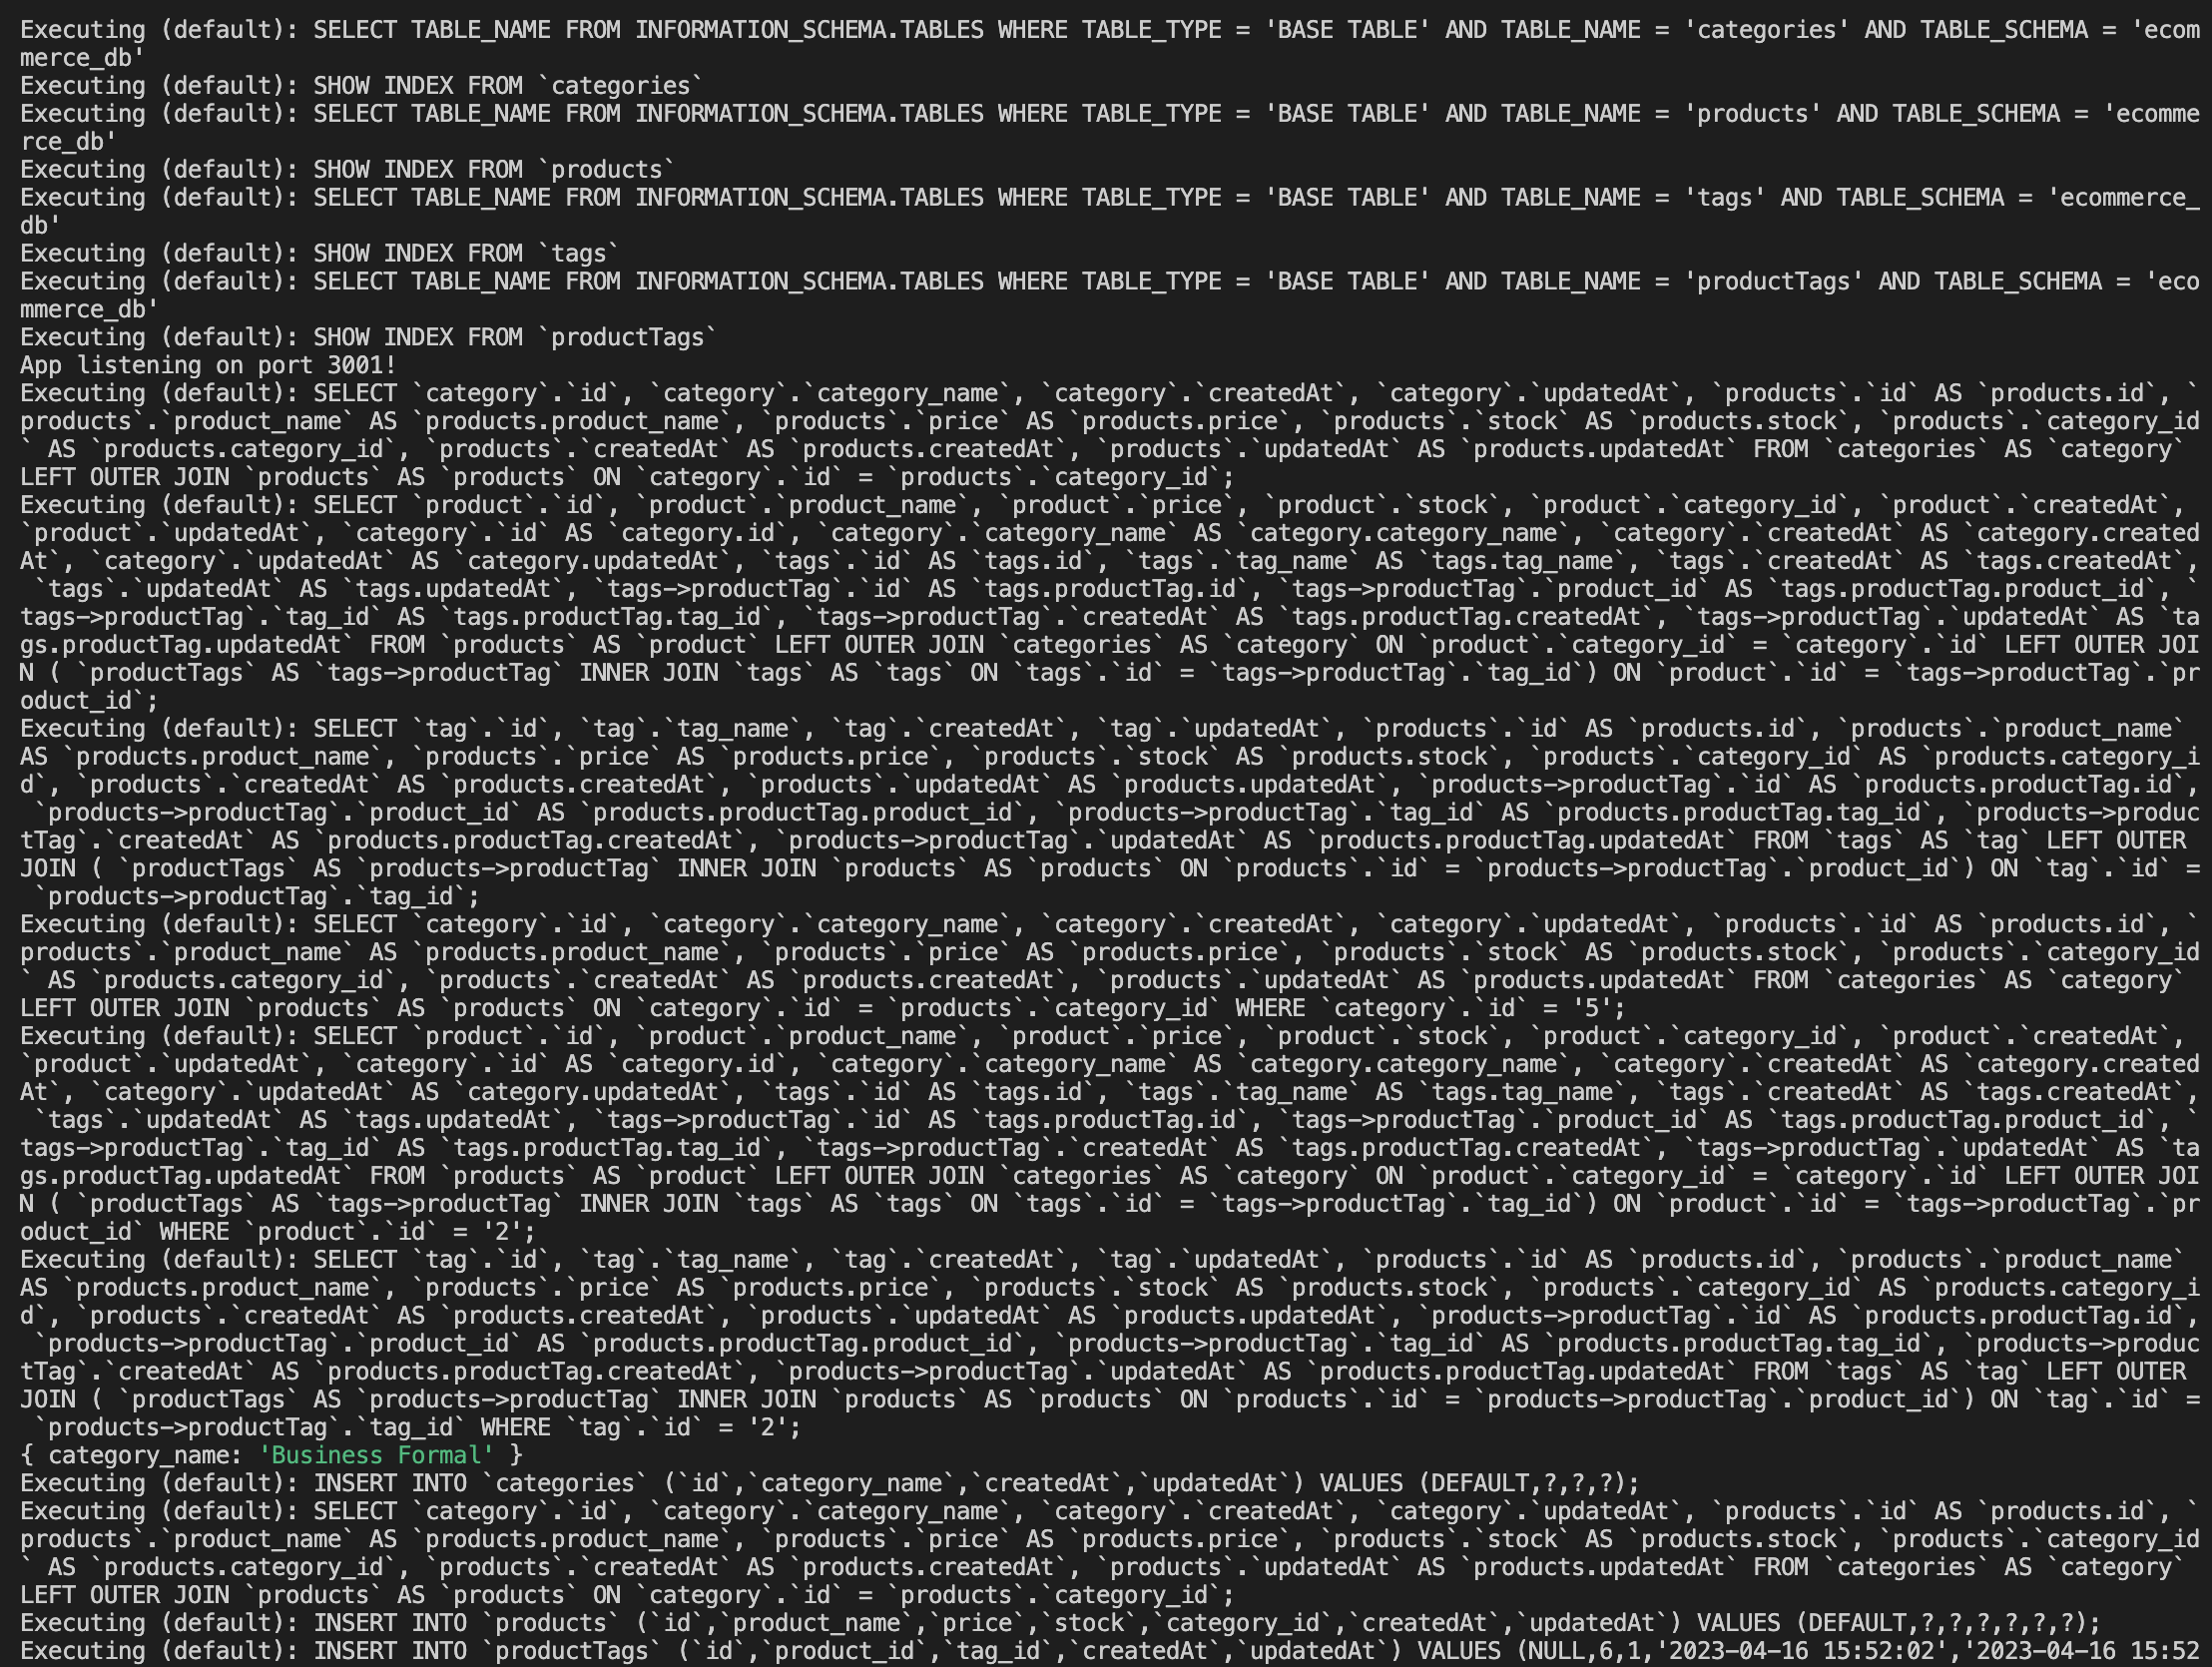 Executing (default): SELECT TABLE_NAME FROM INFORMATION_SCHEMA.TABLES WHERE TABLE_TYPE = 'BASE TABLE' AND TABLE_NAME = 'categories' AND TABLE_SCHEMA = 'ecom
merce_db'
Executing (default): SHOW INDEX FROM `categories`
Executing (default): SELECT TABLE_NAME FROM INFORMATION_SCHEMA.TABLES WHERE TABLE_TYPE = 'BASE TABLE' AND TABLE_NAME = 'products' AND TABLE_SCHEMA = 'ecomme
rce_db'
Executing (default): SHOW INDEX FROM `products`
Executing (default): SELECT TABLE_NAME FROM INFORMATION_SCHEMA.TABLES WHERE TABLE_TYPE = 'BASE TABLE' AND TABLE_NAME = 'tags' AND TABLE_SCHEMA = 'ecommerce_
db'
Executing (default): SHOW INDEX FROM `tags`
Executing (default): SELECT TABLE_NAME FROM INFORMATION_SCHEMA.TABLES WHERE TABLE_TYPE = 'BASE TABLE' AND TABLE_NAME = 'productTags' AND TABLE_SCHEMA = 'eco
mmerce_db'
Executing (default): SHOW INDEX FROM `productTags`
App listening on port 3001!
Executing (default): SELECT `category`.`id`, `category`.`category_name`, `category`.`createdAt`, `category`.`updatedAt`, `products`.`id` AS `products.id`, `
products`.`product_name` AS `products.product_name`, `products`.`price` AS `products.price`, `products`.`stock` AS `products.stock`, `products`.`category_id
` AS `products.category_id`, `products`.`createdAt` AS `products.createdAt`, `products`.`updatedAt` AS `products.updatedAt` FROM `categories` AS `category`
LEFT OUTER JOIN `products` AS `products` ON `category`.`id` = `products`.`category_id`;
Executing (default): SELECT `product`.`id`, `product`.`product_name`, `product`.`price`, `product`.`stock`, `product`.`category_id`, `product`.`createdAt`,
`product`.`updatedAt`, `category`.`id` AS `category.id`, `category`.`category_name` AS `category.category_name`, `category`.`createdAt` AS `category.created
At`, `category`.`updatedAt` AS `category.updatedAt`, `tags`.`id` AS `tags.id`, `tags`.`tag_name` AS `tags.tag_name`, `tags`.`createdAt` AS `tags.createdAt`,
 `tags`.`updatedAt` AS `tags.updatedAt`, `tags->productTag`.`id` AS `tags.productTag.id`, `tags->productTag`.`product_id` AS `tags.productTag.product_id`, `
tags->productTag`.`tag_id` AS `tags.productTag.tag_id`, `tags->productTag`.`createdAt` AS `tags.productTag.createdAt`, `tags->productTag`.`updatedAt` AS `ta
gs.productTag.updatedAt` FROM `products` AS `product` LEFT OUTER JOIN `categories` AS `category` ON `product`.`category_id` = `category`.`id` LEFT OUTER JOI
N ( `productTags` AS `tags->productTag` INNER JOIN `tags` AS `tags` ON `tags`.`id` = `tags->productTag`.`tag_id`) ON `product`.`id` = `tags->productTag`.`pr
oduct_id`;
Executing (default): SELECT `tag`.`id`, `tag`.`tag_name`, `tag`.`createdAt`, `tag`.`updatedAt`, `products`.`id` AS `products.id`, `products`.`product_name`
AS `products.product_name`, `products`.`price` AS `products.price`, `products`.`stock` AS `products.stock`, `products`.`category_id` AS `products.category_i
d`, `products`.`createdAt` AS `products.createdAt`, `products`.`updatedAt` AS `products.updatedAt`, `products->productTag`.`id` AS `products.productTag.id`,
 `products->productTag`.`product_id` AS `products.productTag.product_id`, `products->productTag`.`tag_id` AS `products.productTag.tag_id`, `products->produc
tTag`.`createdAt` AS `products.productTag.createdAt`, `products->productTag`.`updatedAt` AS `products.productTag.updatedAt` FROM `tags` AS `tag` LEFT OUTER
JOIN ( `productTags` AS `products->productTag` INNER JOIN `products` AS `products` ON `products`.`id` = `products->productTag`.`product_id`) ON `tag`.`id` =
 `products->productTag`.`tag_id`;
Executing (default): SELECT `category`.`id`, `category`.`category_name`, `category`.`createdAt`, `category`.`updatedAt`, `products`.`id` AS `products.id`, `
products`.`product_name` AS `products.product_name`, `products`.`price` AS `products.price`, `products`.`stock` AS `products.stock`, `products`.`category_id
` AS `products.category_id`, `products`.`createdAt` AS `products.createdAt`, `products`.`updatedAt` AS `products.updatedAt` FROM `categories` AS `category`
LEFT OUTER JOIN `products` AS `products` ON `category`.`id` = `products`.`category_id` WHERE `category`.`id` = '5';
Executing (default): SELECT `product`.`id`, `product`.`product_name`, `product`.`price`, `product`.`stock`, `product`.`category_id`, `product`.`createdAt`,
`product`.`updatedAt`, `category`.`id` AS `category.id`, `category`.`category_name` AS `category.category_name`, `category`.`createdAt` AS `category.created
At`, `category`.`updatedAt` AS `category.updatedAt`, `tags`.`id` AS `tags.id`, `tags`.`tag_name` AS `tags.tag_name`, `tags`.`createdAt` AS `tags.createdAt`,
 `tags`.`updatedAt` AS `tags.updatedAt`, `tags->productTag`.`id` AS `tags.productTag.id`, `tags->productTag`.`product_id` AS `tags.productTag.product_id`, `
tags->productTag`.`tag_id` AS `tags.productTag.tag_id`, `tags->productTag`.`createdAt` AS `tags.productTag.createdAt`, `tags->productTag`.`updatedAt` AS `ta
gs.productTag.updatedAt` FROM `products` AS `product` LEFT OUTER JOIN `categories` AS `category` ON `product`.`category_id` = `category`.`id` LEFT OUTER JOI
N ( `productTags` AS `tags->productTag` INNER JOIN `tags` AS `tags` ON `tags`.`id` = `tags->productTag`.`tag_id`) ON `product`.`id` = `tags->productTag`.`pr
oduct_id` WHERE `product`.`id` = '2';
Executing (default): SELECT `tag`.`id`, `tag`.`tag_name`, `tag`.`createdAt`, `tag`.`updatedAt`, `products`.`id` AS `products.id`, `products`.`product_name`
AS `products.product_name`, `products`.`price` AS `products.price`, `products`.`stock` AS `products.stock`, `products`.`category_id` AS `products.category_i
d`, `products`.`createdAt` AS `products.createdAt`, `products`.`updatedAt` AS `products.updatedAt`, `products->productTag`.`id` AS `products.productTag.id`,
 `products->productTag`.`product_id` AS `products.productTag.product_id`, `products->productTag`.`tag_id` AS `products.productTag.tag_id`, `products->produc
tTag`.`createdAt` AS `products.productTag.createdAt`, `products->productTag`.`updatedAt` AS `products.productTag.updatedAt` FROM `tags` AS `tag` LEFT OUTER
JOIN ( `productTags` AS `products->productTag` INNER JOIN `products` AS `products` ON `products`.`id` = `products->productTag`.`product_id`) ON `tag`.`id` =
 `products->productTag`.`tag_id` WHERE `tag`.`id` = '2';
{ category_name: 'Business Formal' }
Executing (default): INSERT INTO `categories` (`id`,`category_name`,`createdAt`,`updatedAt`) VALUES (DEFAULT,?,?,?);
Executing (default): SELECT `category`.`id`, `category`.`category_name`, `category`.`createdAt`, `category`.`updatedAt`, `products`.`id` AS `products.id`, `
products`.`product_name` AS `products.product_name`, `products`.`price` AS `products.price`, `products`.`stock` AS `products.stock`, `products`.`category_id
` AS `products.category_id`, `products`.`createdAt` AS `products.createdAt`, `products`.`updatedAt` AS `products.updatedAt` FROM `categories` AS `category`
LEFT OUTER JOIN `products` AS `products` ON `category`.`id` = `products`.`category_id`;
Executing (default): INSERT INTO `products` (`id`,`product_name`,`price`,`stock`,`category_id`,`createdAt`,`updatedAt`) VALUES (DEFAULT,?,?,?,?,?,?);
Executing (default): INSERT INTO `productTags` (`id`,`product_id`,`tag_id`,`createdAt`,`updatedAt`) VALUES (NULL,6,1,'2023-04-16 15:52:02','2023-04-16 15:52